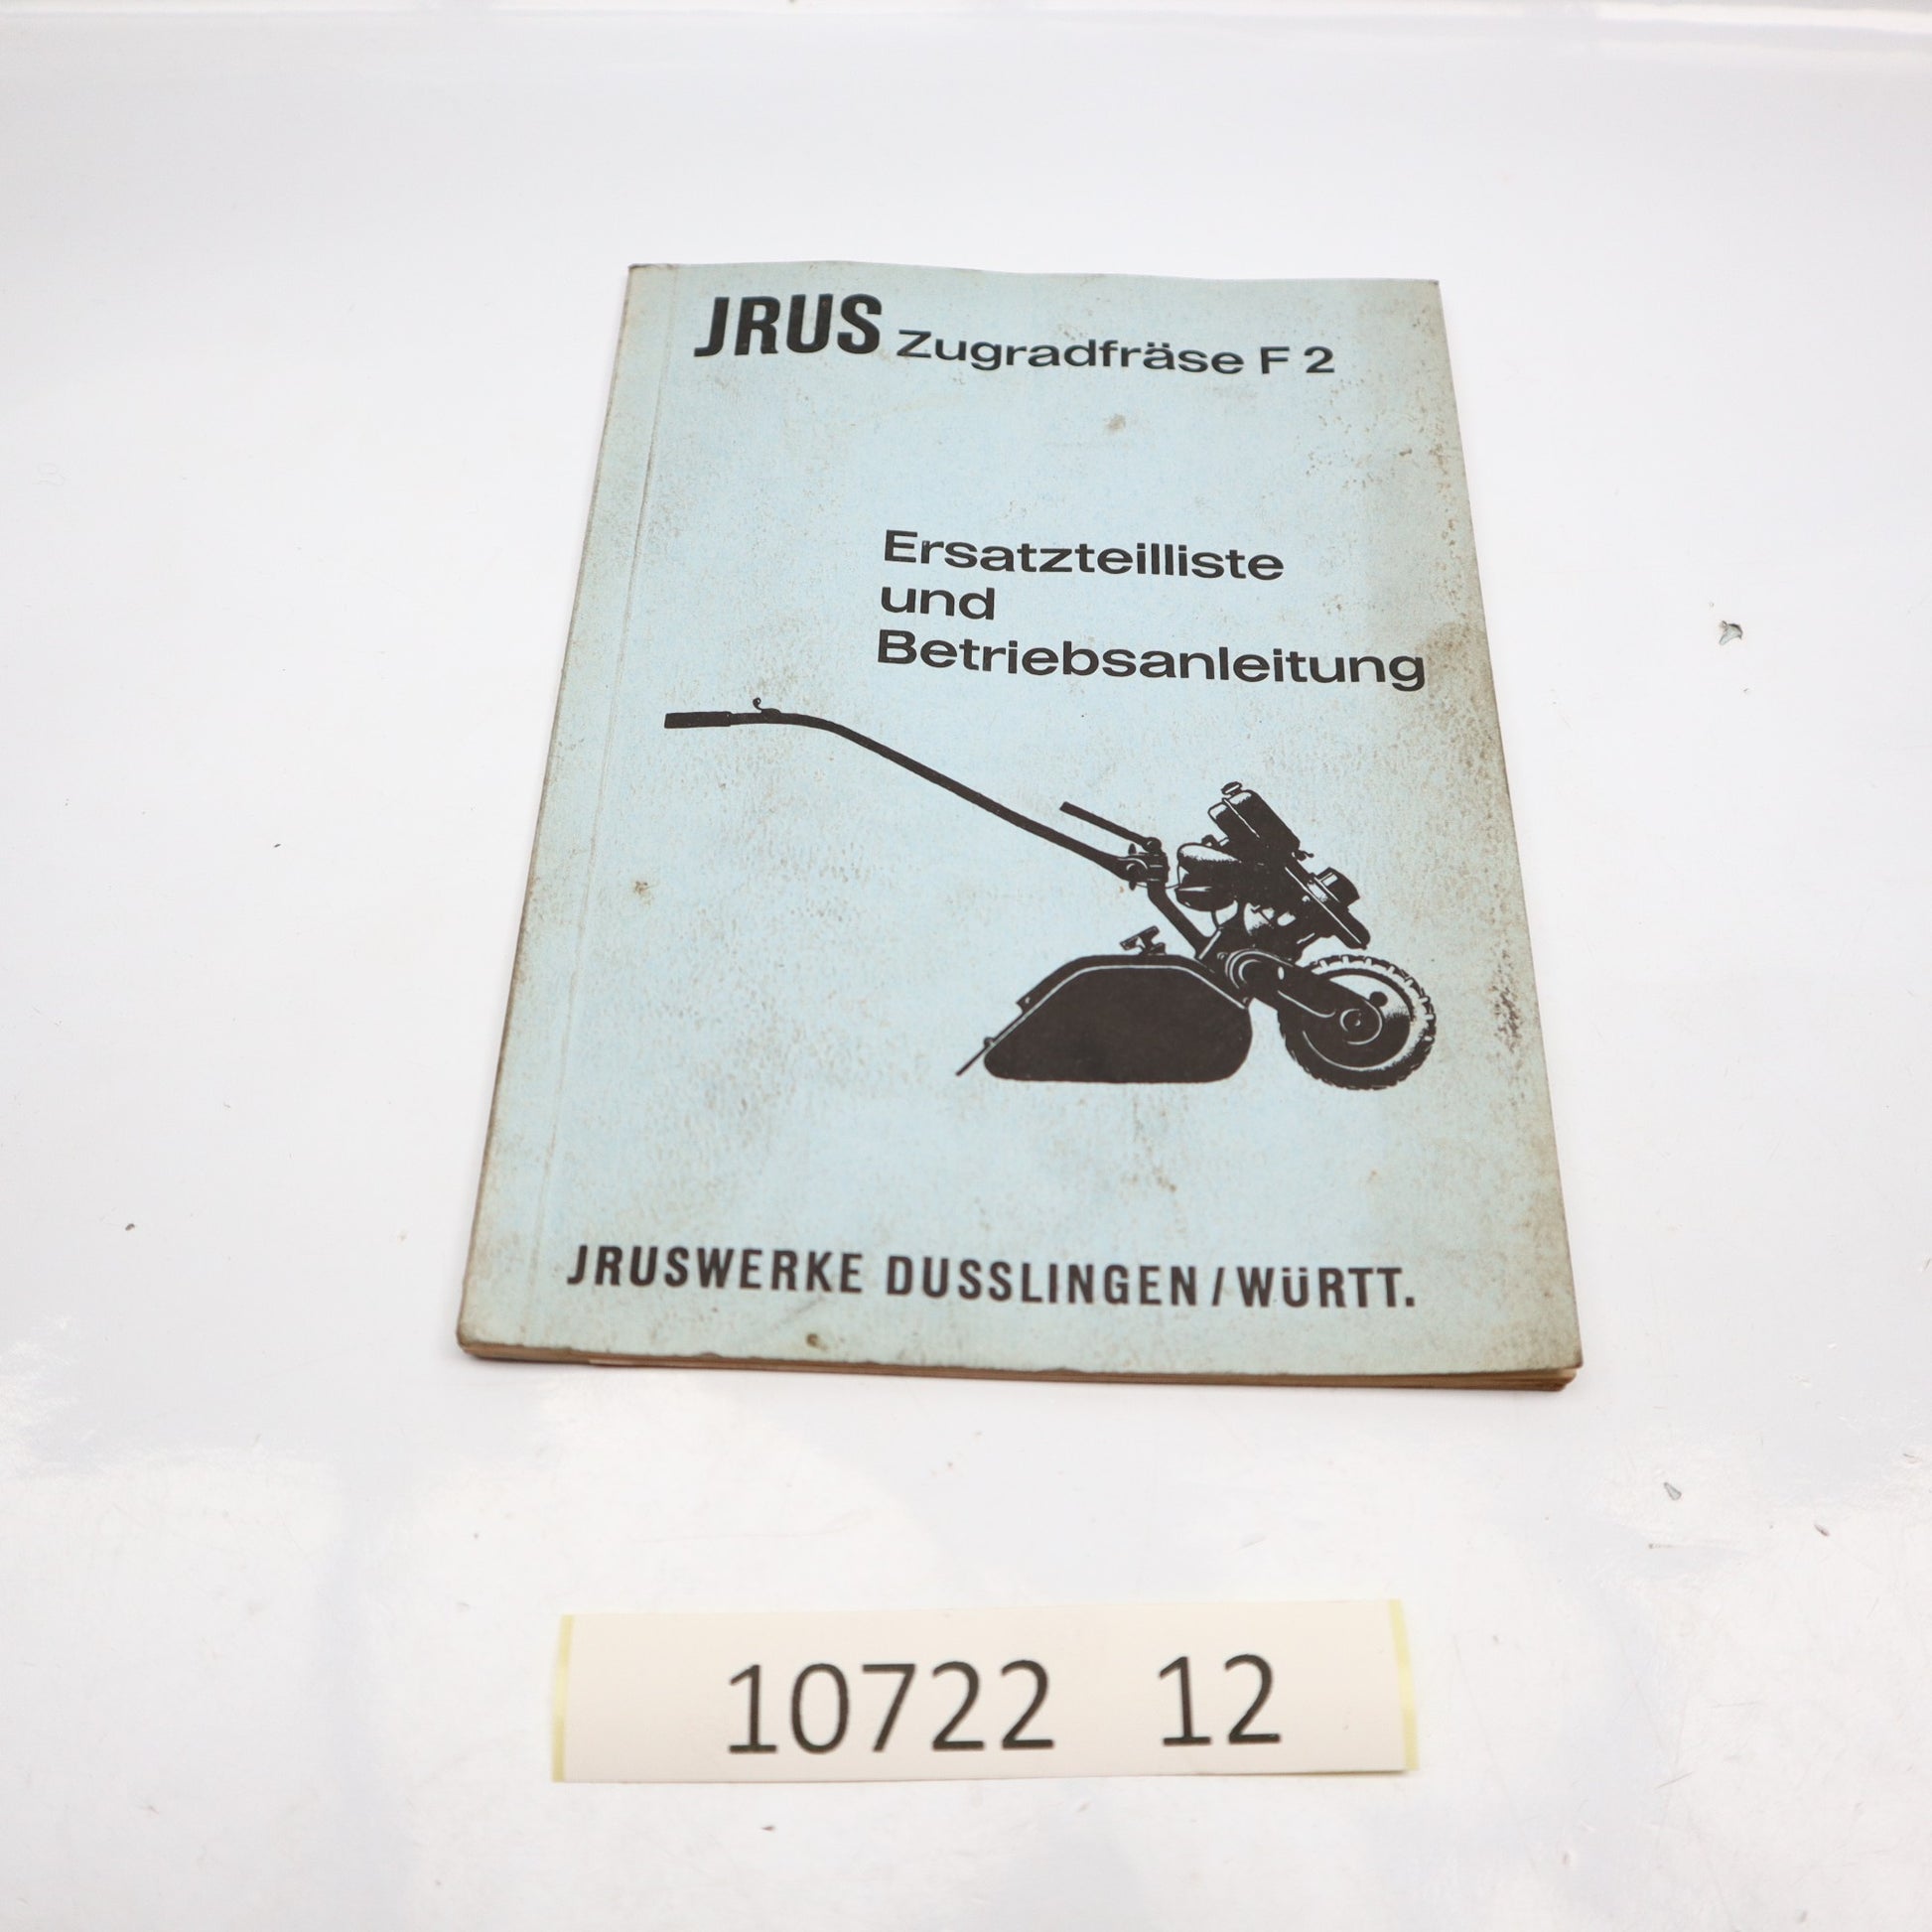 JRUS Zugradfräse F 2
Ersatzteilliste
und
Betriebsanleitung
JRUSWERKE DUSSLINGEN / WÜRTT.
10722 12